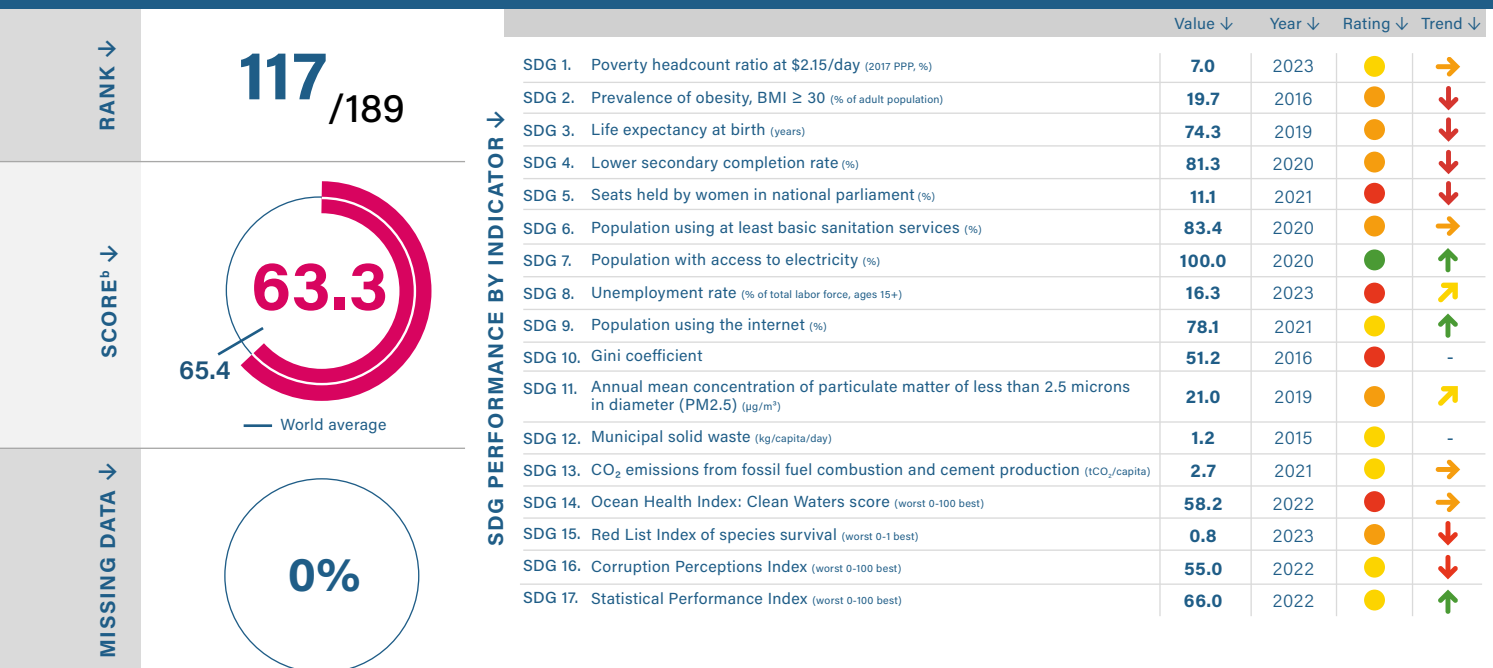 RANK →
117 /189
SCOREᵇ →
63.3
65.4
— World average
MISSING DATA →
0%
SDG PERFORMANCE BY INDICATOR →
Value ↓ Year ↓ Rating ↓ Trend ↓
SDG 1. Poverty headcount ratio at $2.15/day (2017 PPP, %) 7.0 2023 →
SDG 2. Prevalence of obesity, BMI ≥ 30 (% of adult population) 19.7 2016 ↓
SDG 3. Life expectancy at birth (years) 74.3 2019 ↓
SDG 4. Lower secondary completion rate (%) 81.3 2020 ↓
SDG 5. Seats held by women in national parliament (%) 11.1 2021 ↓
SDG 6. Population using at least basic sanitation services (%) 83.4 2020 →
SDG 7. Population with access to electricity (%) 100.0 2020 ↑
SDG 8. Unemployment rate (% of total labor force, ages 15+) 16.3 2023 ↗
SDG 9. Population using the internet (%) 78.1 2021 ↑
SDG 10. Gini coefficient 51.2 2016 -
SDG 11. Annual mean concentration of particulate matter of less than 2.5 microns
in diameter (PM2.5) (µg/m³) 21.0 2019 ↗
SDG 12. Municipal solid waste (kg/capita/day) 1.2 2015 -
SDG 13. CO₂ emissions from fossil fuel combustion and cement production (tCO₂/capita) 2.7 2021 →
SDG 14. Ocean Health Index: Clean Waters score (worst 0-100 best) 58.2 2022 →
SDG 15. Red List Index of species survival (worst 0-1 best) 0.8 2023 ↓
SDG 16. Corruption Perceptions Index (worst 0-100 best) 55.0 2022 ↓
SDG 17. Statistical Performance Index (worst 0-100 best) 66.0 2022 ↑